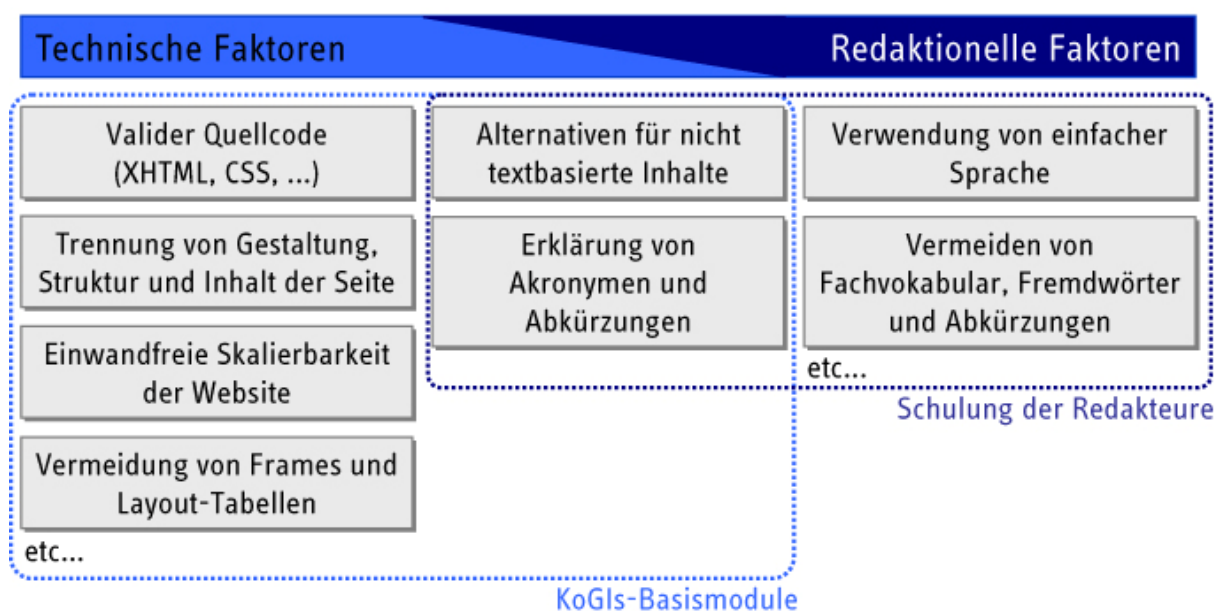 Technische Faktoren
Redaktionelle Faktoren
Valider Quellcode
(XHTML, CSS, ...)
Trennung von Gestaltung,
Struktur und Inhalt der Seite
Einwandfreie Skalierbarkeit
der Website
Vermeidung von Frames und
Layout-Tabellen
etc...
Alternativen für nicht
textbasierte Inhalte
Erklärung von
Akronymen und
Abkürzungen
Verwendung von einfacher
Sprache
Vermeiden von
Fachvokabular, Fremdwörter
und Abkürzungen
etc...
Schulung der Redakteure
KoGIs-Basismodule